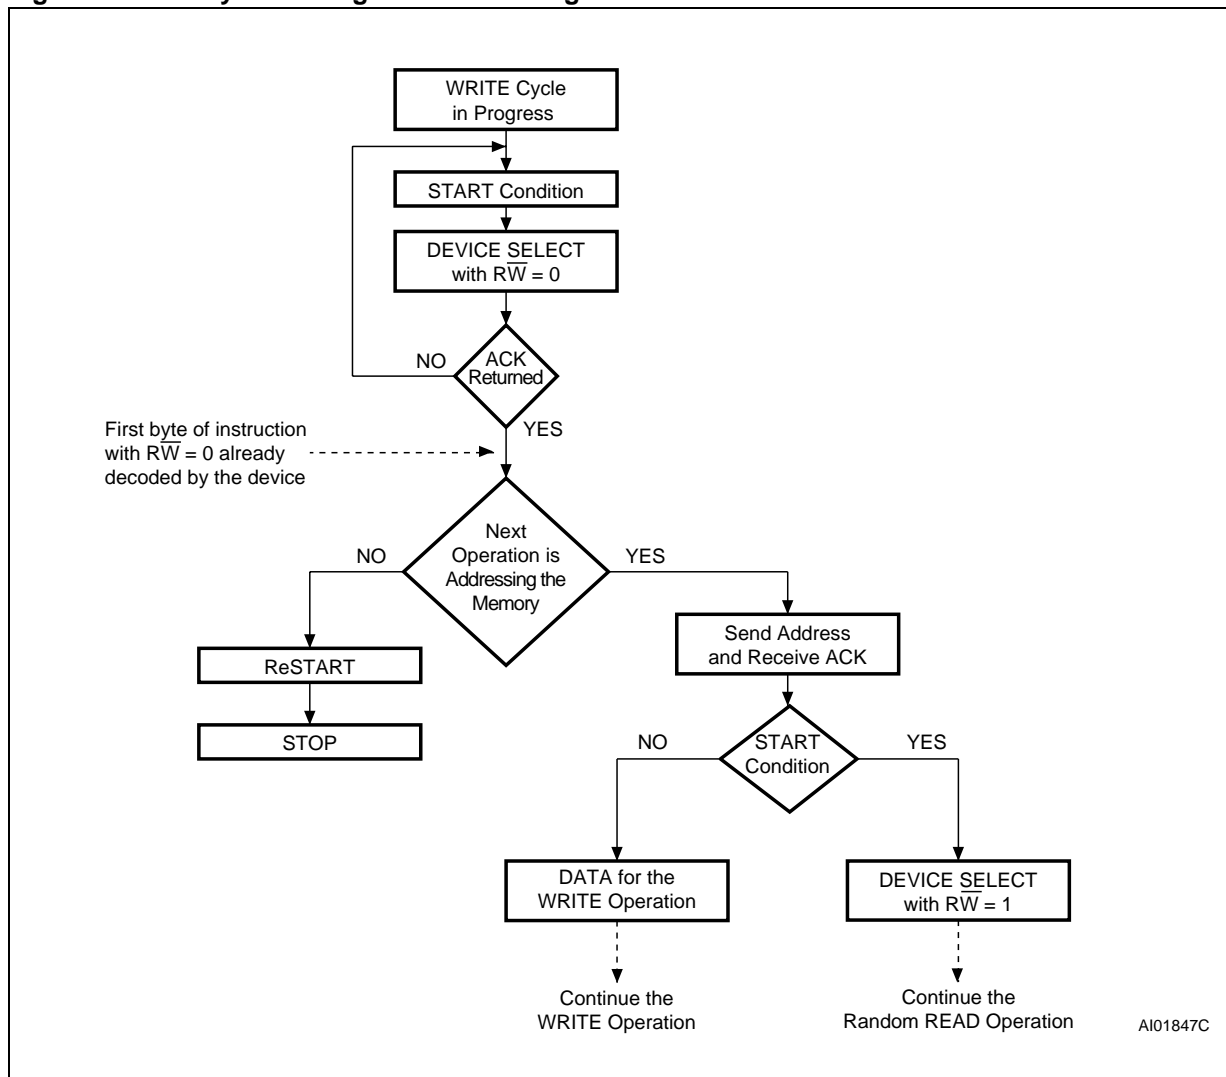 WRITE Cycle
in Progress
START Condition
DEVICE SELECT
with RW̅ = 0
NO
ACK
Returned
YES
First byte of instruction
with RW̅ = 0 already
decoded by the device
NO
Next
Operation is
Addressing the
Memory
YES
Send Address
and Receive ACK
ReSTART
STOP
NO
START
Condition
YES
DATA for the
WRITE Operation
DEVICE SELECT
with RW̅ = 1
Continue the
WRITE Operation
Continue the
Random READ Operation
AI01847C